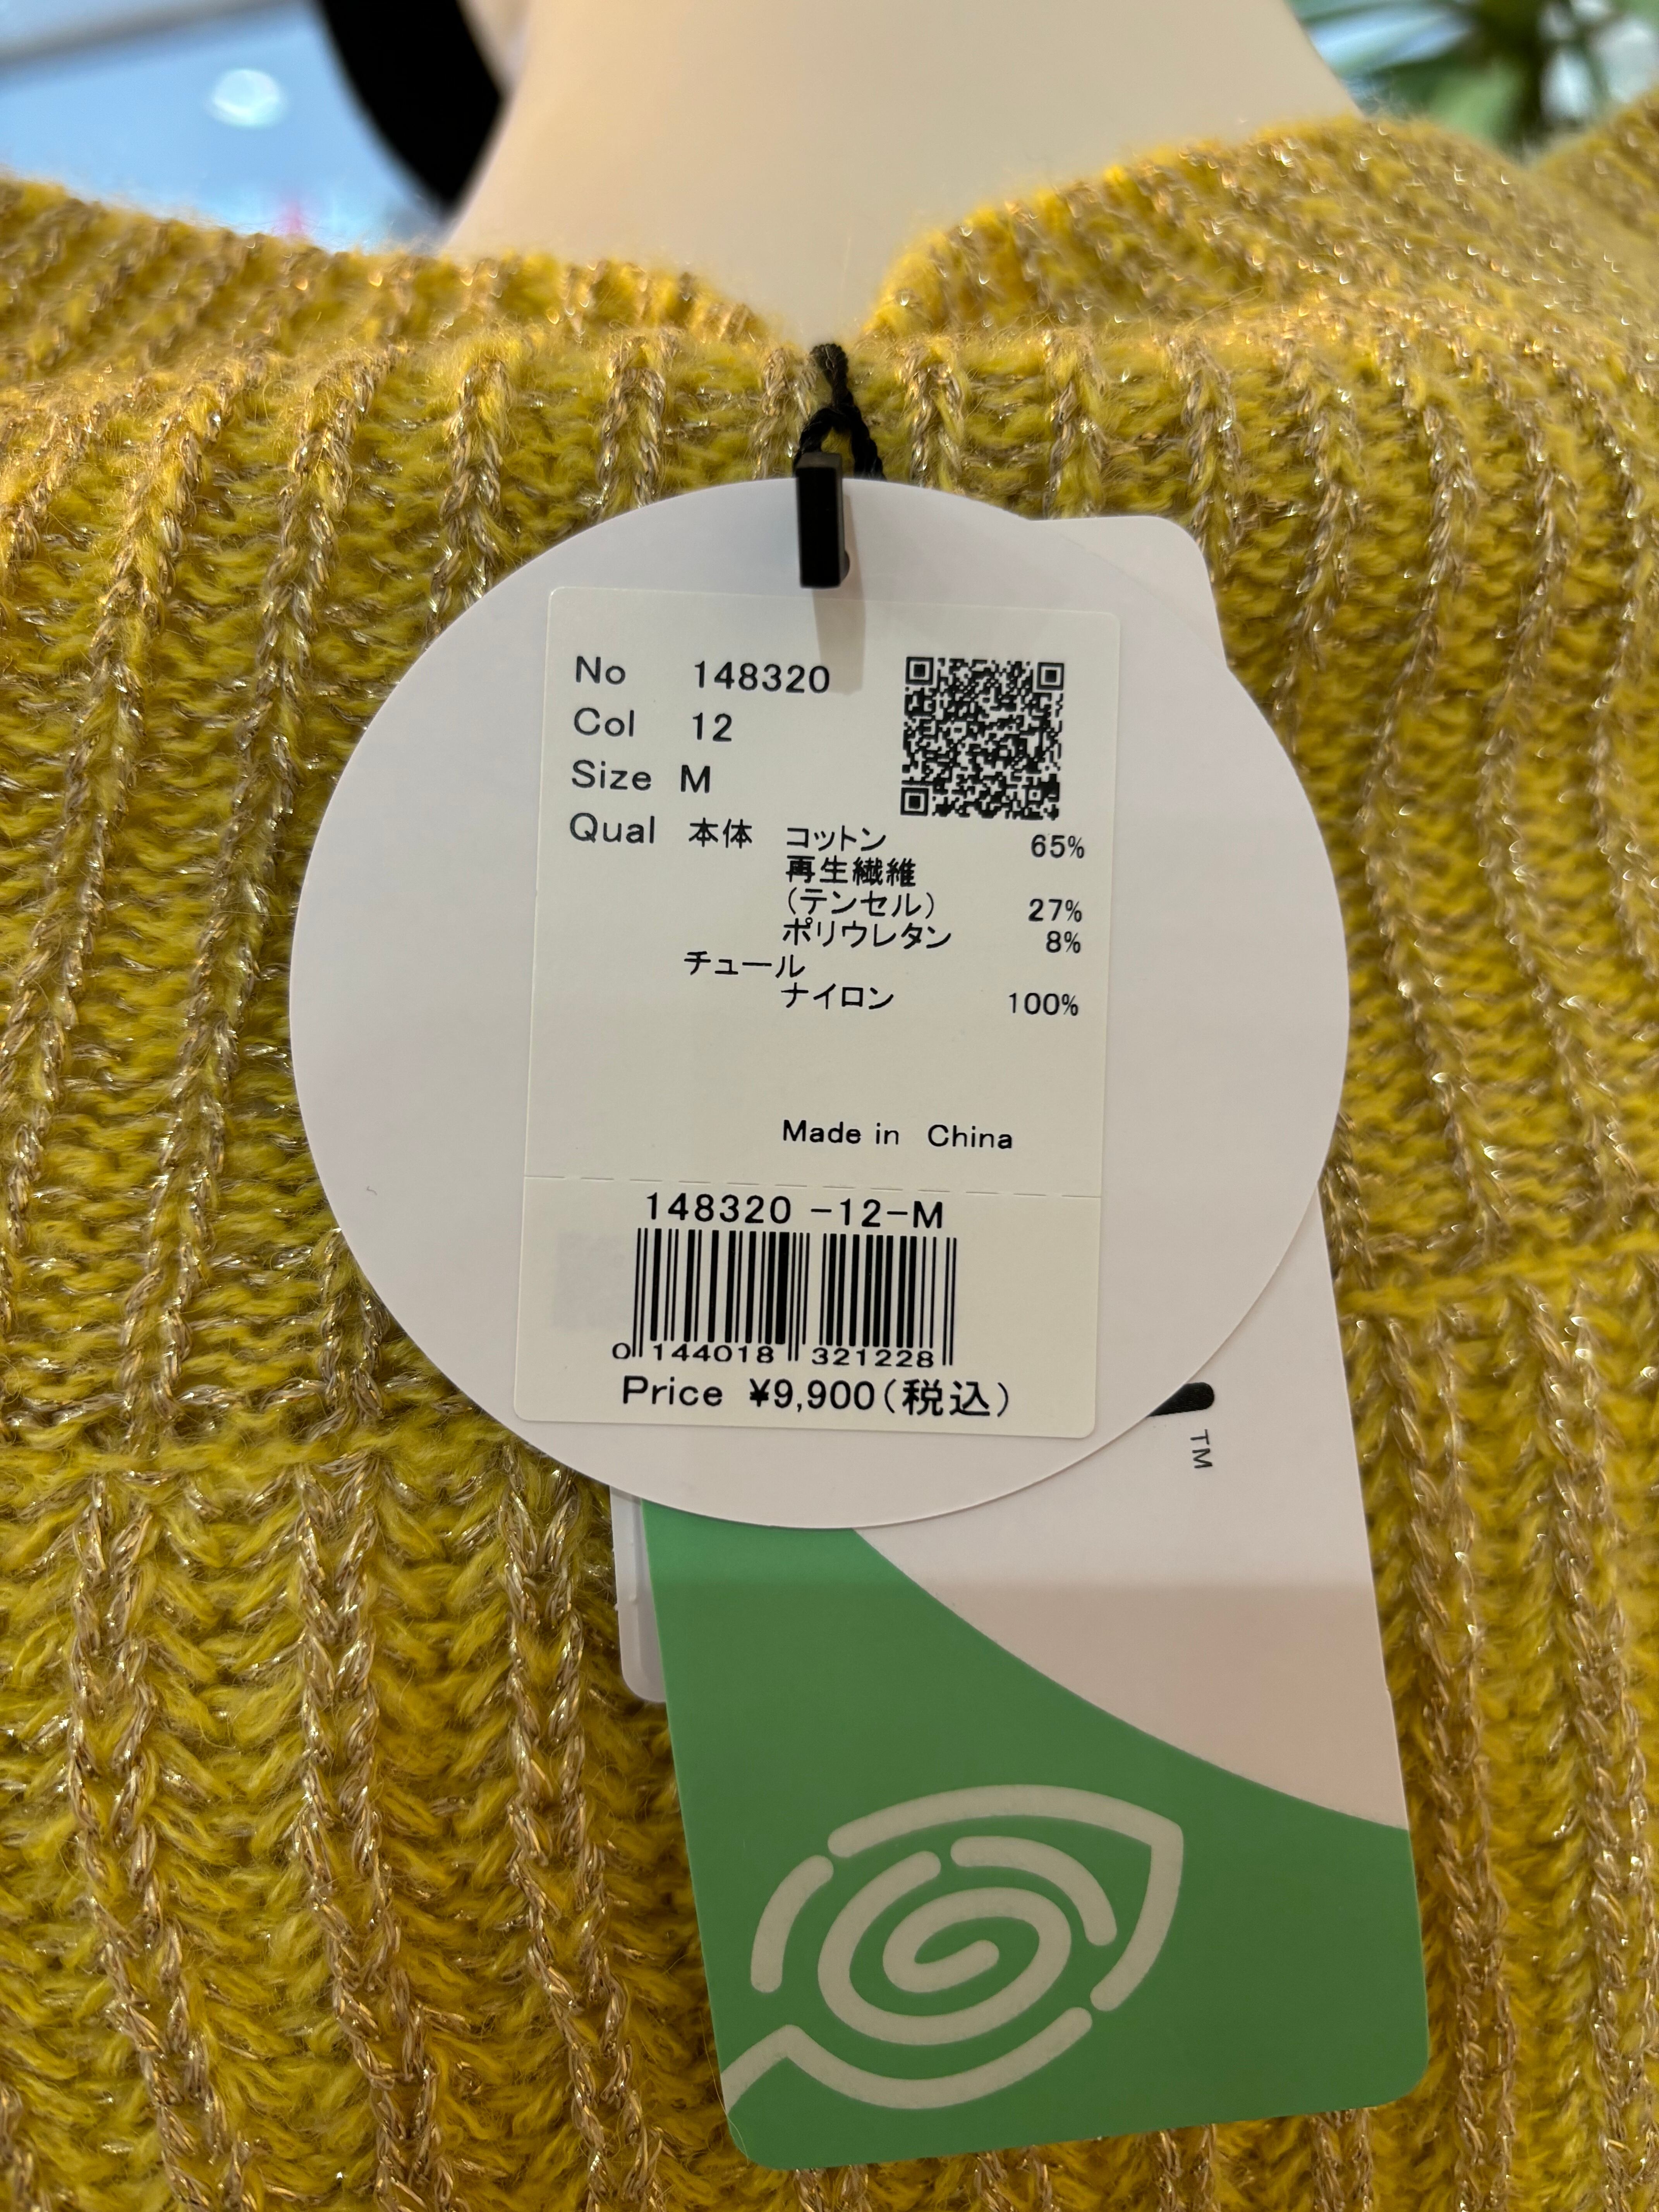 No 148320
Col 12
Size M
Qual 本体 コットン 65%
再生繊維
(テンセル) 27%
ポリウレタン 8%
チュール
ナイロン 100%
Made in China
148320 -12-M
0 144018 321228
Price ¥9,900(税込)
TM